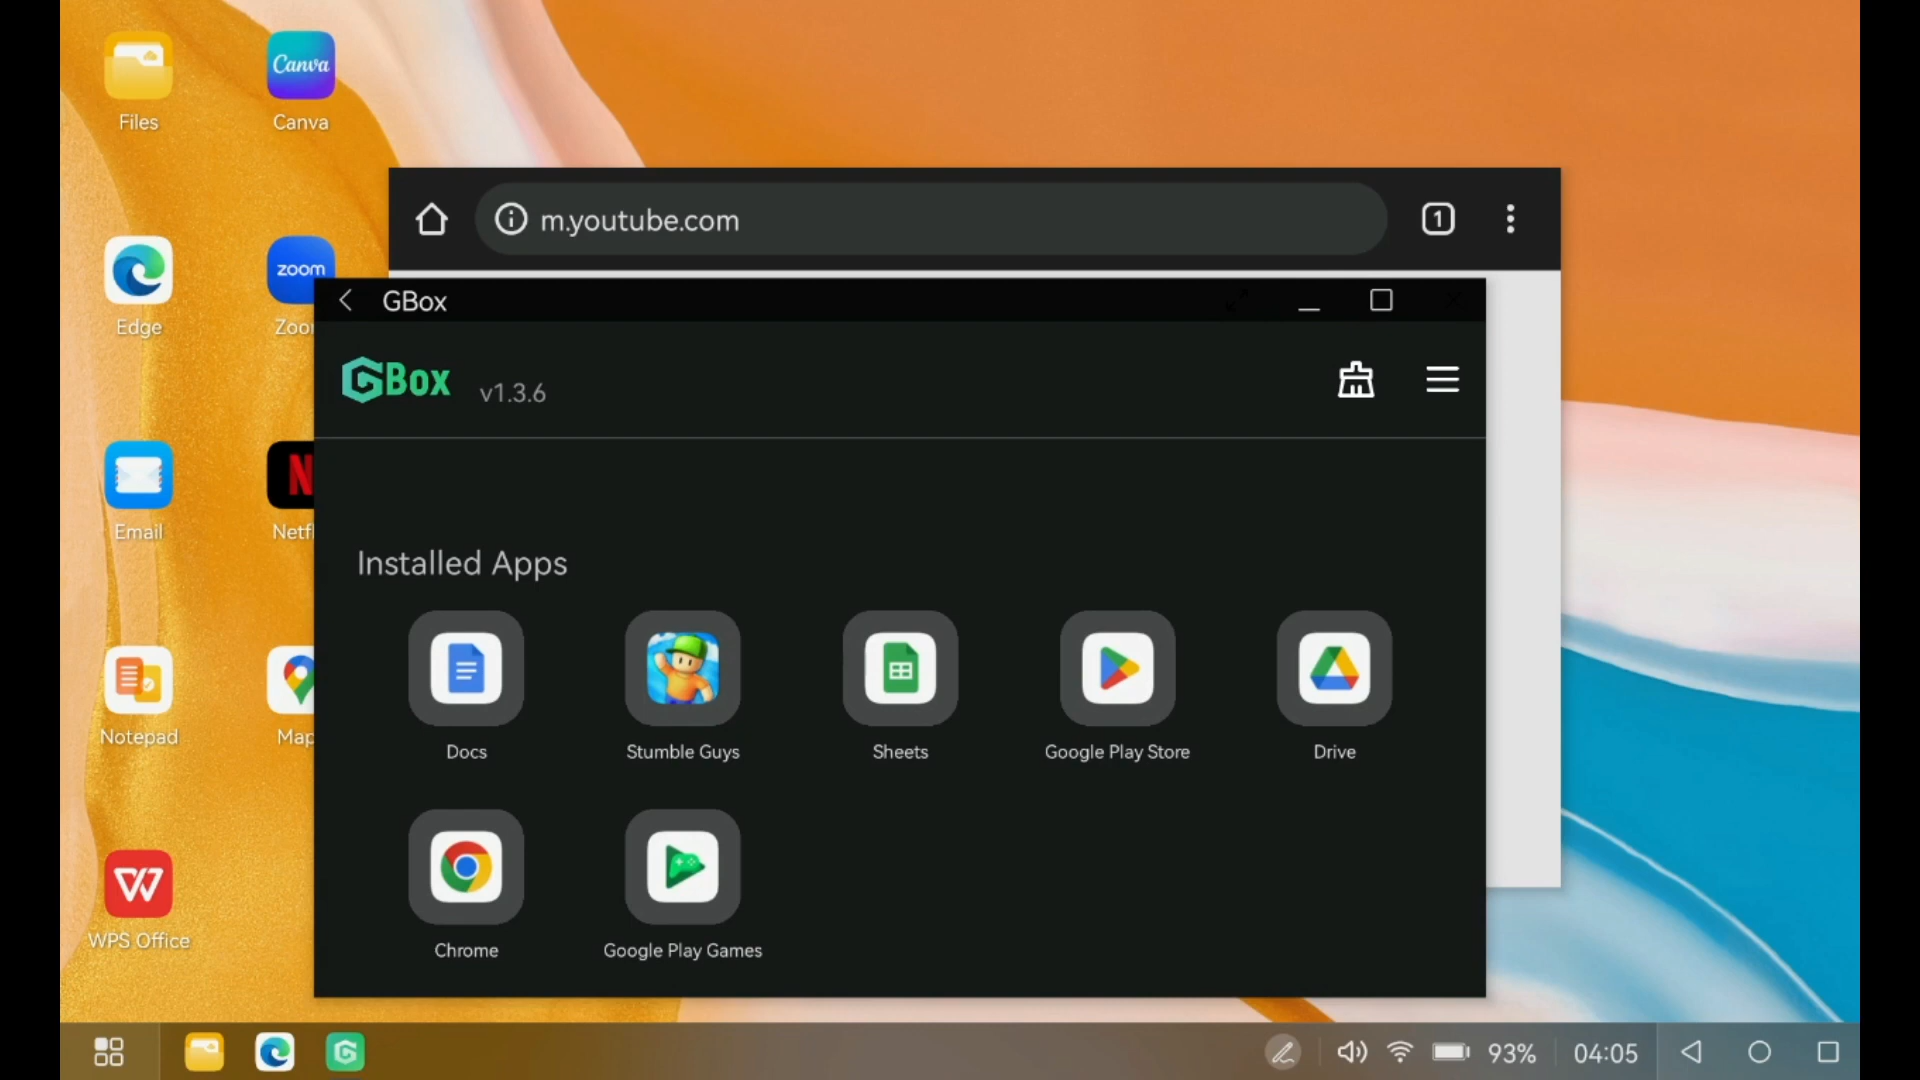 Files
Canva
Canva
m.youtube.com
1
Edge
zoom
GBox
GBox
v1.3.6
Email
Installed Apps
Notepad
Docs
Stumble Guys
Sheets
Google Play Store
Drive
WPS Office
Chrome
Google Play Games
93%
04:05